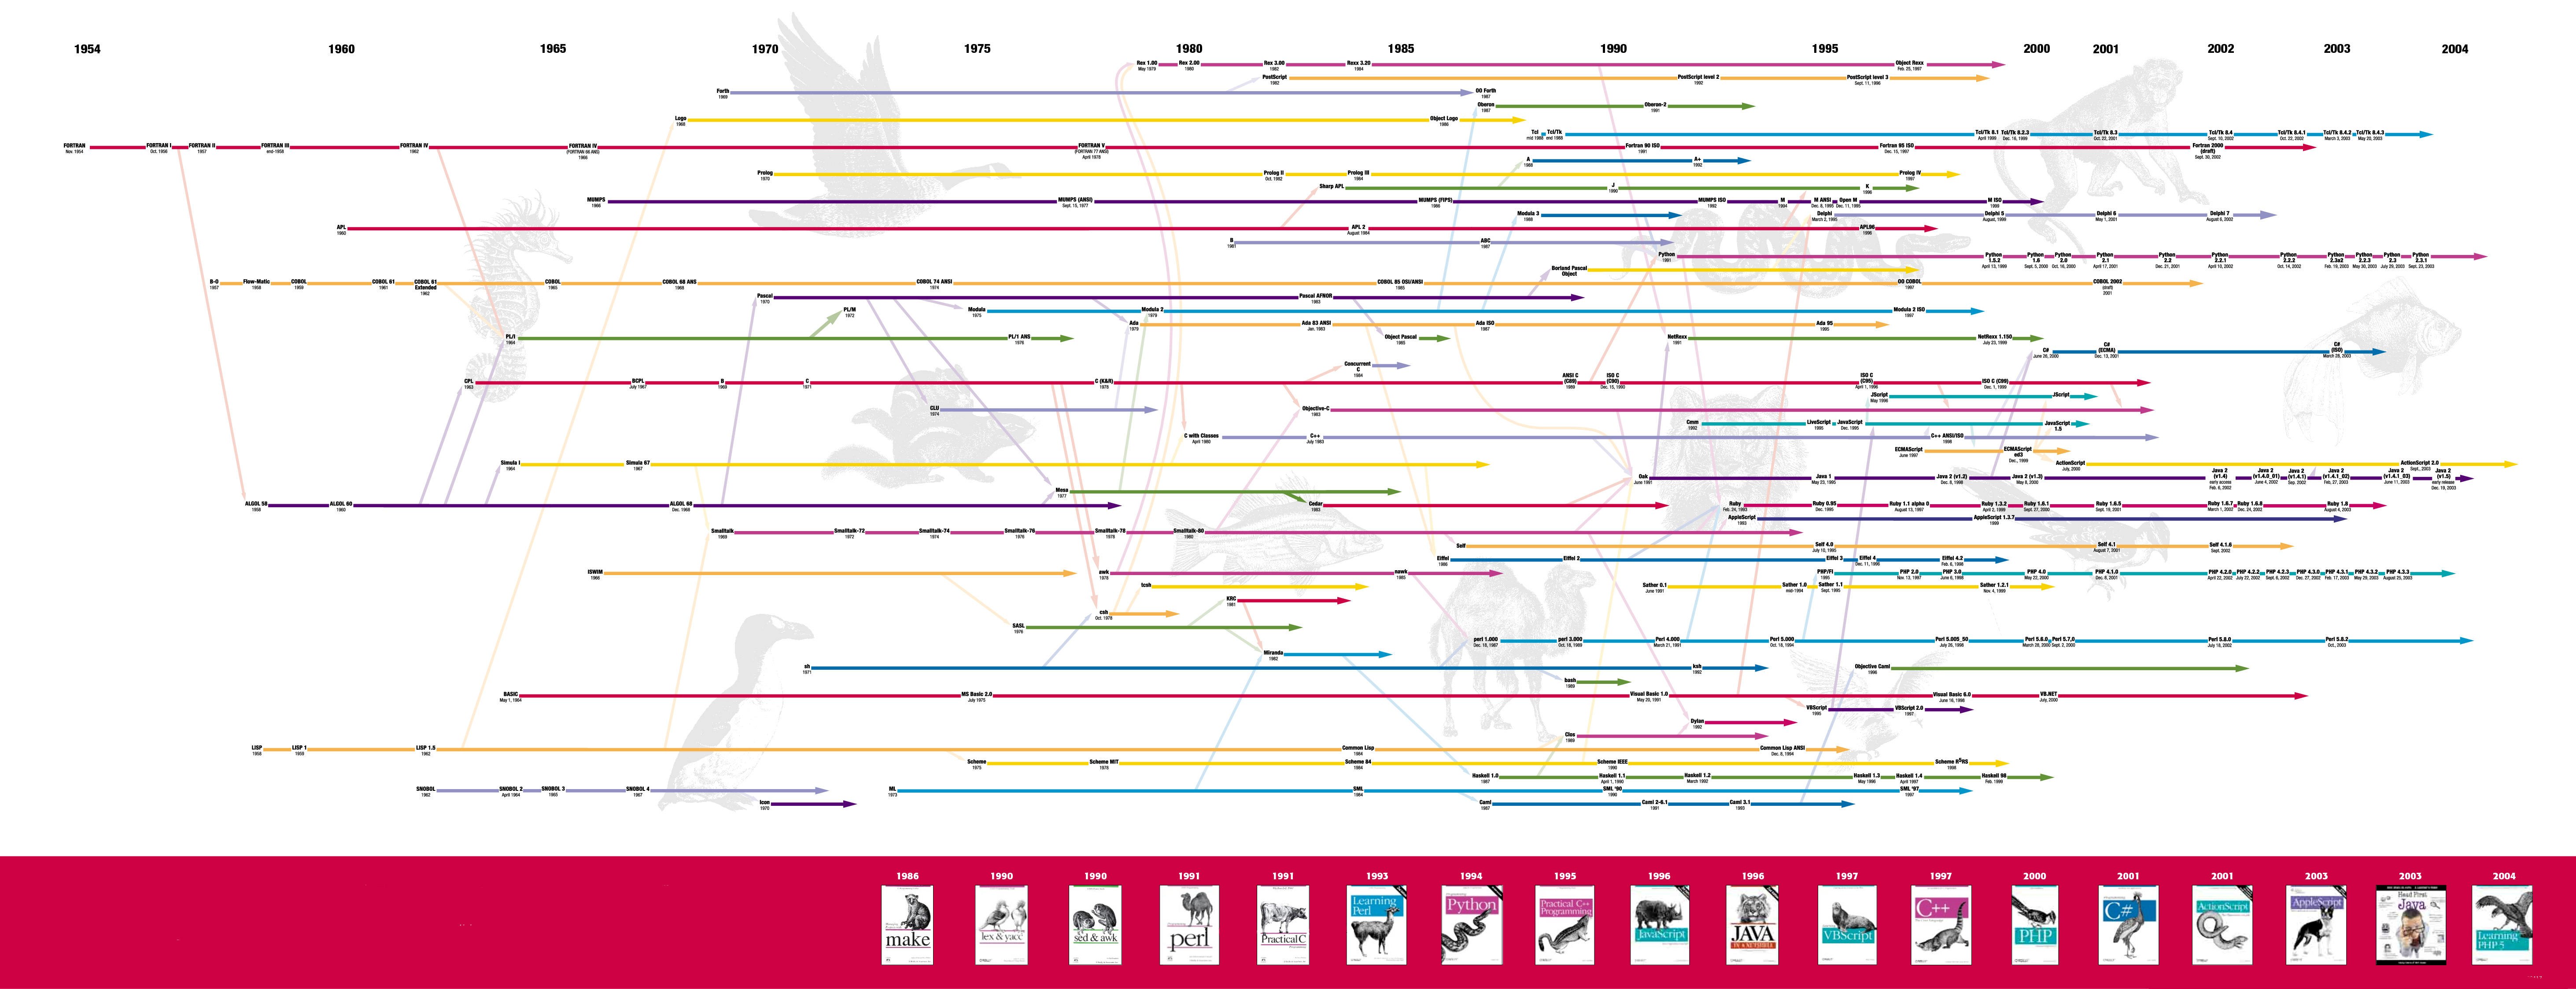 1954 1960 1965 1970 1975 1980 1985 1990 1995 2000 2001 2002 2003 2004
Rex 1.00 Rex 2.00 Rex 3.00 Rexx 3.20 Object Rexx
May 1979 1980 1982 1984 Feb. 25, 1997
PostScript PostScript level 2 PostScript level 3
1982 1992 Sept. 11, 1996
Forth OO Forth
1969 1987
Oberon Oberon-2
1987 1991
Logo Object Logo
1968 1986
Tcl Tcl/Tk Tcl/Tk 8.1 Tcl/Tk 8.2.3 Tcl/Tk 8.3 Tcl/Tk 8.4 Tcl/Tk 8.4.1 Tcl/Tk 8.4.2 Tcl/Tk 8.4.3
end 1988 end 1988 April 1999 Dec. 16, 1999 Oct. 22, 2001 Sept. 10, 2002 Oct. 22, 2002 March 3, 2003 May 20, 2003
FORTRAN FORTRAN I FORTRAN II FORTRAN III FORTRAN IV FORTRAN IV FORTRAN V Fortran 90 ISO Fortran 95 ISO Fortran 2000
(FORTRAN 66 ANS) (FORTRAN 77 ANSI) (draft)
Nov. 1954 Oct. 1956 1957 end-1958 1962 1966 April 1978 1991 Dec. 15, 1997 Sept. 30, 2002
A A+
1988 1992
Prolog Prolog II Prolog III Prolog IV
1970 Oct. 1982 1984 1997
Sharp APL J K
1990 1996
MUMPS MUMPS (ANSI) MUMPS (FIPS) MUMPS ISO M M ANSI Open M M ISO
1966 Sept. 15, 1977 1986 1992 1994 Dec. 8, 1995 Dec. 11, 1995 1999
Modula 3 Delphi Delphi 5 Delphi 6 Delphi 7
1988 March 2, 1995 August, 1999 May 1, 2001 August 6, 2002
APL APL 2 APL96
1960 August 1984 1996
B ABC
1981 1987
Python Python 1.5.2 Python 1.6 Python 2.0 Python 2.1 Python 2.2 Python 2.2.1 Python 2.2.2 Python 2.3a2 Python 2.2.3 Python 2.3 Python 2.3.1
1991 April 13, 1999 Sept. 5, 2000 Oct. 16, 2000 April 17, 2001 Dec. 21, 2001 April 10, 2002 Oct. 14, 2002 Feb. 19, 2003 May 30, 2003 July 29, 2003 Sept. 23, 2003
Borland Pascal
Object
B-O Flow-Matic COBOL COBOL 61 COBOL 61 Extended COBOL COBOL 68 ANS COBOL 74 ANSI COBOL 85 OSI/ANSI OO COBOL COBOL 2002
1957 1958 1959 1961 1962 1965 1968 1974 1985 1997 (draft) 2001
Pascal Pascal AFNOR
1970 1983
PL/M Modula Modula 2 Modula 2 ISO
1972 1975 1979 1997
Ada Ada 83 ANSI Ada ISO Ada 95
1979 Jan. 1983 1987 1995
PL/I PL/1 ANS Object Pascal NetRexx NetRexx 1.150
1964 1976 1985 1991 July 23, 1999
C# C# (ECMA) C# (ISO)
June 26, 2000 Dec. 13, 2001 March 28, 2003
Concurrent
C
1984
CPL BCPL B C C (K&R) ANSI C (C89) ISO C (C90) ISO C (C95) ISO C (C99)
1963 July 1967 1969 1971 1978 1989 Dec. 15, 1990 April 1, 1996 Dec. 1, 1999
JScript JScript
May 1996
CLU Objective-C
1974 1983
Cmm LiveScript JavaScript JavaScript 1.5
1992 1995 Dec. 1995
C with Classes C++ C++ ANSI/ISO
April 1980 July 1983 1998
ECMAScript ECMAScript ed3
June 1997 Dec., 1999
Simula I Simula 67 ActionScript ActionScript 2.0
1964 1967 July, 2000 Sept., 2003
Oak Java 1 Java 2 (v1.3) Java 2 (v1.3) Java 2 (v1.4) Java 2 (v1.4.0_01) Java 2 (v1.4.1) Java 2 (v1.4.1_02) Java 2 (v1.4.1_03) Java 2 (v1.5)
June 1991 May 23, 1995 Dec. 8, 1998 May 8, 2000 early access Feb. 6, 2002 June 4, 2002 Sep. 2002 Feb. 27, 2003 June 11, 2003 early release Dec. 19, 2003
Mesa
1977
ALGOL 58 ALGOL 60 ALGOL 68 Cedar Ruby Ruby 0.95 Ruby 1.1 alpha 0 Ruby 1.3.2 Ruby 1.6.1 Ruby 1.6.5 Ruby 1.6.7 Ruby 1.6.8 Ruby 1.8
1958 1960 Dec. 1968 1983 Feb. 24, 1993 Dec. 1995 August 13, 1997 April 2, 1999 Sept. 27, 2000 Sept. 19, 2001 March 1, 2002 Dec. 24, 2002 August 4, 2003
AppleScript AppleScript 1.3.7
1993 1999
Smalltalk Smalltalk-72 Smalltalk-74 Smalltalk-76 Smalltalk-78 Smalltalk-80
1969 1972 1974 1976 1978 1980
Self Self 4.0 Self 4.1 Self 4.1.6
July 10, 1995 August 7, 2001 Sept. 2002
Eiffel Eiffel 2 Eiffel 3 Eiffel 4 Eiffel 4.2
1986 Dec. 11, 1996 Feb. 6, 1998
ISWIM awk nawk PHP/FI PHP 2.0 PHP 3.0 PHP 4.0 PHP 4.1.0 PHP 4.2.0 PHP 4.2.2 PHP 4.2.3 PHP 4.3.0 PHP 4.3.1 PHP 4.3.2 PHP 4.3.3
1966 1978 1985 1995 Nov. 13, 1997 June 6, 1998 May 22, 2000 Dec. 8, 2001 April 22, 2002 July 22, 2002 Sept. 6, 2002 Dec. 27, 2002 Feb. 17, 2003 May 29, 2003 August 25, 2003
tcsh Sather 0.1 Sather 1.0 Sather 1.1 Sather 1.2.1
June 1991 mid-1994 Sept. 1995 Nov. 4, 1999
KRC
1981
csh
Oct. 1978
SASL
1976
perl 1.000 perl 3.000 Perl 4.000 Perl 5.000 Perl 5.005_50 Perl 5.6.0 Perl 5.7.0 Perl 5.8.0 Perl 5.8.2
Dec. 18, 1987 Oct. 18, 1989 March 21, 1991 Oct. 18, 1994 July 26, 1998 March 28, 2000 Sept. 2, 2000 July 18, 2002 Oct., 2003
Miranda
1982
sh ksh Objective Caml
1971 1992 1996
bash
1989
BASIC MS Basic 2.0 Visual Basic 1.0 Visual Basic 6.0 VB.NET
May 1, 1964 July 1975 May 20, 1991 June 16, 1998 July, 2000
VBScript VBScript 2.0
1995 1997
Dylan
1992
Clos
1989
LISP LISP 1 LISP 1.5 Common Lisp Common Lisp ANSI
1958 1959 1962 1984 Dec. 8, 1994
Scheme Scheme MIT Scheme 84 Scheme IEEE Scheme R5RS
1975 1978 1984 1990 1998
Haskell 1.0 Haskell 1.1 Haskell 1.2 Haskell 1.3 Haskell 1.4 Haskell 98
1987 April 1, 1990 March 1992 May 1996 April 1997 Feb. 1999
SNOBOL SNOBOL 2 SNOBOL 3 SNOBOL 4 ML SML SML '90 SML '97
1962 April 1964 1965 1967 1973 1984 1990 1997
Icon Caml Caml 2-6.1 Caml 3.1
1970 1987 1991 1993
1986 1990 1990 1991 1991 1993 1994 1995 1996 1996 1997 1997 2000 2001 2001 2003 2003 2004
make
lex & yacc
sed & awk
perl
Practical C
Learning
Perl
Python
Practical C++
Programming
JavaScript
JAVA
IN A NUTSHELL
VBScript
C++
PHP
C#
ActionScript
AppleScript
Head First
Java
Learning
PHP 5